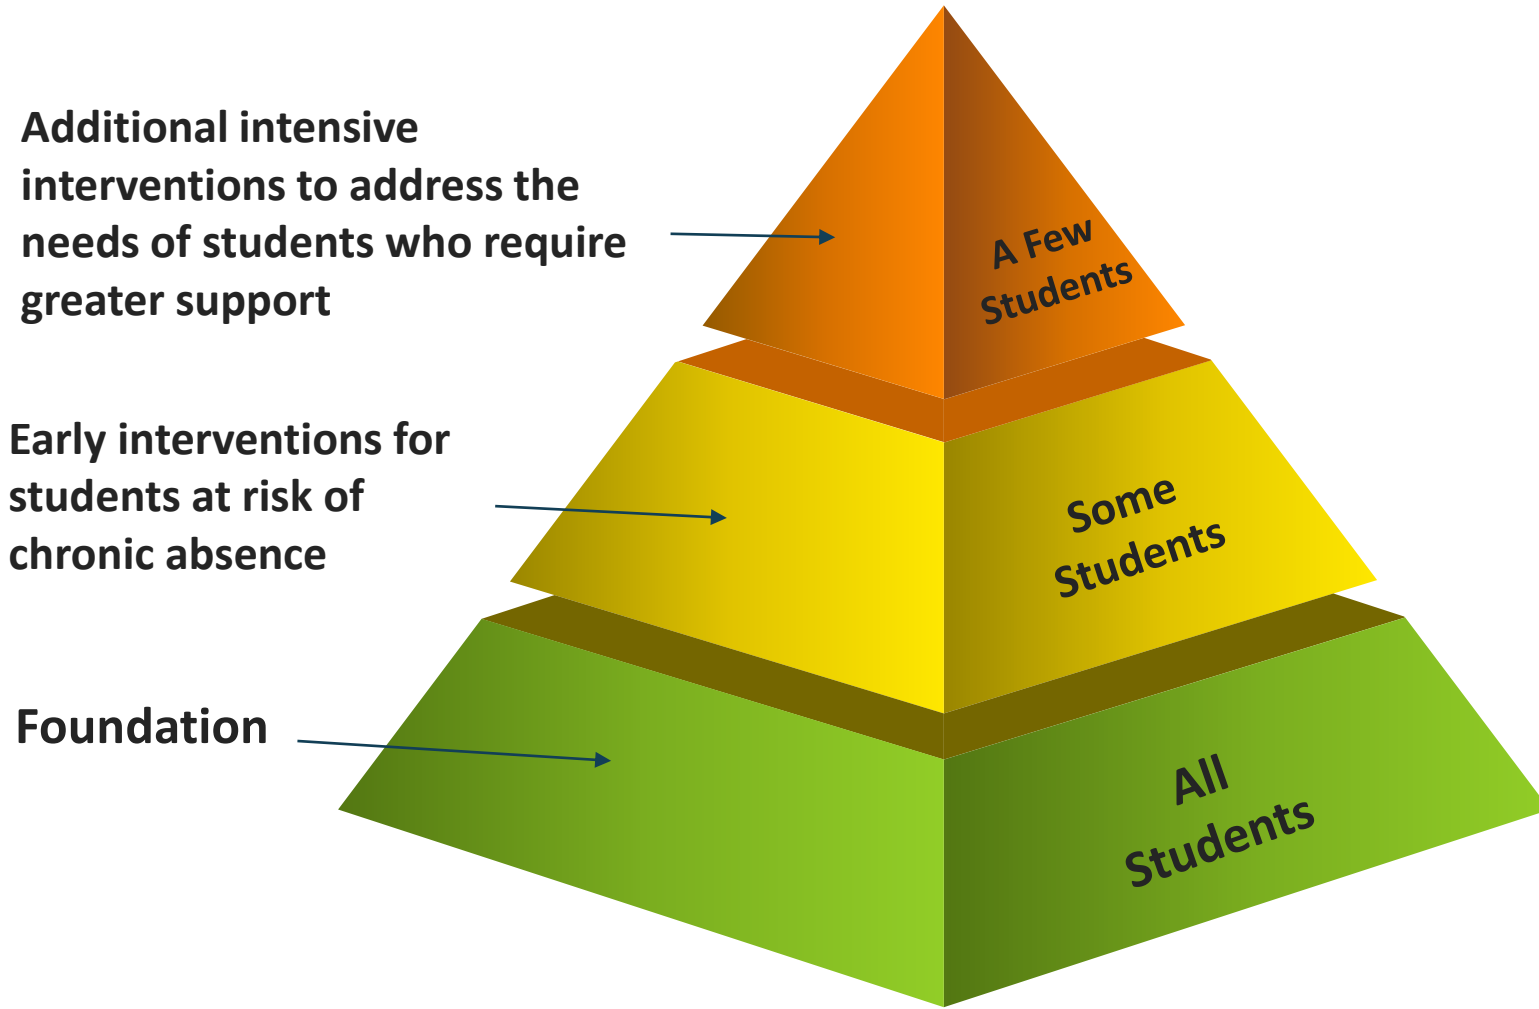 Additional intensive
interventions to address the
needs of students who require
greater support
A Few
Students
Early interventions for
students at risk of
chronic absence
Some
Students
Foundation
All
Students